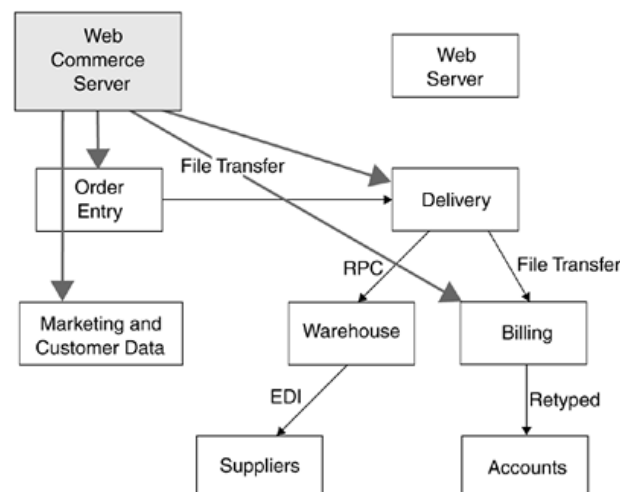 Web
Commerce
Server
Web
Server
File Transfer
Order
Entry
Delivery
RPC
File Transfer
Marketing and
Customer Data
Warehouse
Billing
EDI
Retyped
Suppliers
Accounts